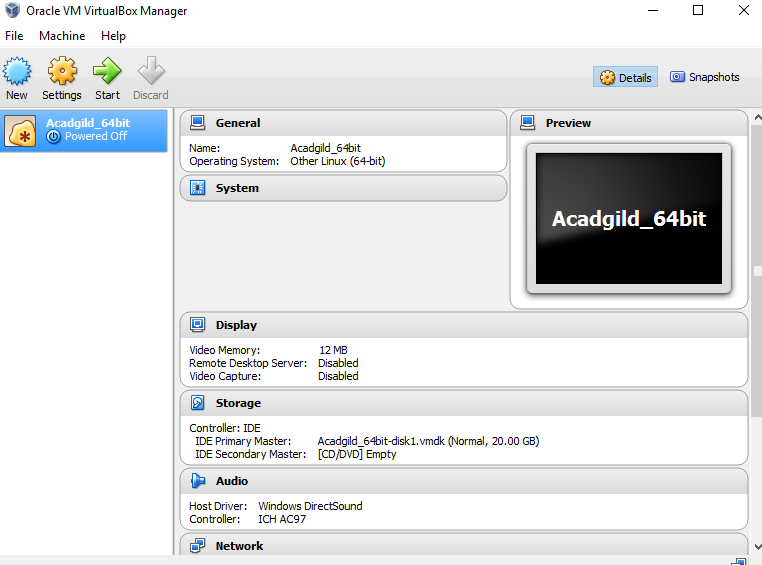 Oracle VM VirtualBox Manager
File Machine Help
New Settings Start Discard
Details Snapshots
Acadgild_64bit
Powered Off
General
Name: Acadgild_64bit
Operating System: Other Linux (64-bit)
System
Preview
Acadgild_64bit
Display
Video Memory: 12 MB
Remote Desktop Server: Disabled
Video Capture: Disabled
Storage
Controller: IDE
IDE Primary Master: Acadgild_64bit-disk1.vmdk (Normal, 20.00 GB)
IDE Secondary Master: [CD/DVD] Empty
Audio
Host Driver: Windows DirectSound
Controller: ICH AC97
Network